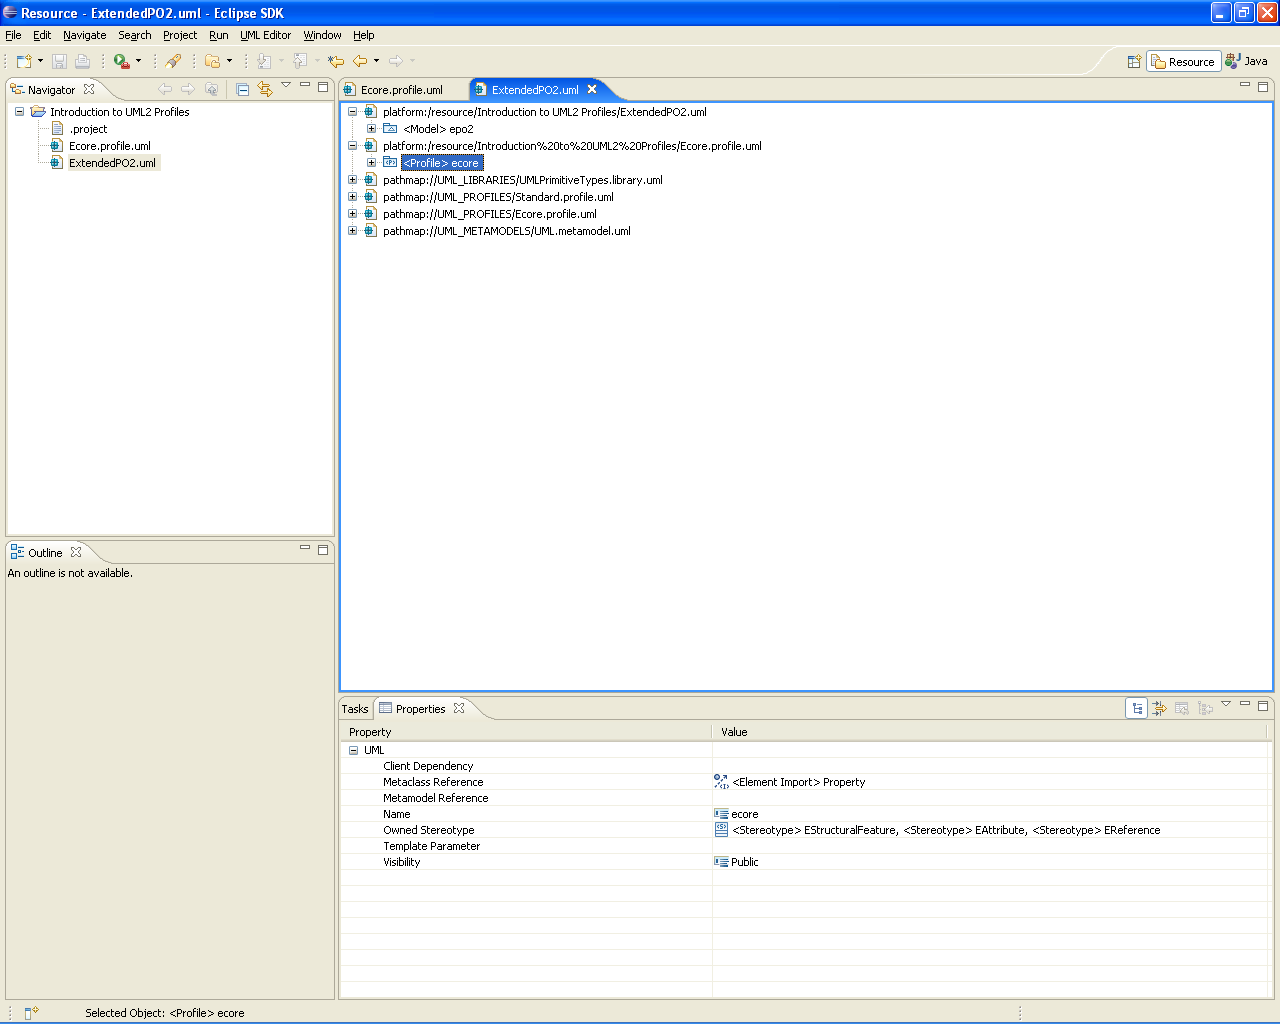 Resource - ExtendedPO2.uml - Eclipse SDK
File Edit Navigate Search Project Run UML Editor Window Help
Resource Java
Navigator
Introduction to UML2 Profiles
.project
Ecore.profile.uml
ExtendedPO2.uml
Ecore.profile.uml ExtendedPO2.uml
platform:/resource/Introduction to UML2 Profiles/ExtendedPO2.uml
<Model> epo2
platform:/resource/Introduction%20to%20UML2%20Profiles/Ecore.profile.uml
<Profile> ecore
pathmap://UML_LIBRARIES/UMLPrimitiveTypes.library.uml
pathmap://UML_PROFILES/Standard.profile.uml
pathmap://UML_PROFILES/Ecore.profile.uml
pathmap://UML_METAMODELS/UML.metamodel.uml
Outline
An outline is not available.
Tasks Properties
Property Value
UML
Client Dependency
Metaclass Reference <Element Import> Property
Metamodel Reference
Name ecore
Owned Stereotype <Stereotype> EStructuralFeature, <Stereotype> EAttribute, <Stereotype> EReference
Template Parameter
Visibility Public
Selected Object: <Profile> ecore